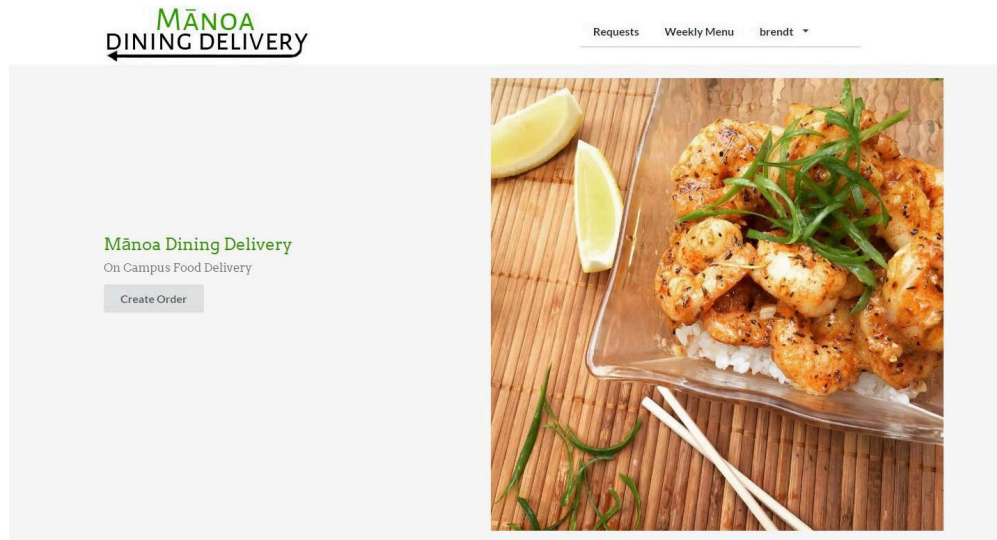 MĀNOA
DINING DELIVERY
Requests Weekly Menu brendt
Mānoa Dining Delivery
On Campus Food Delivery
Create Order